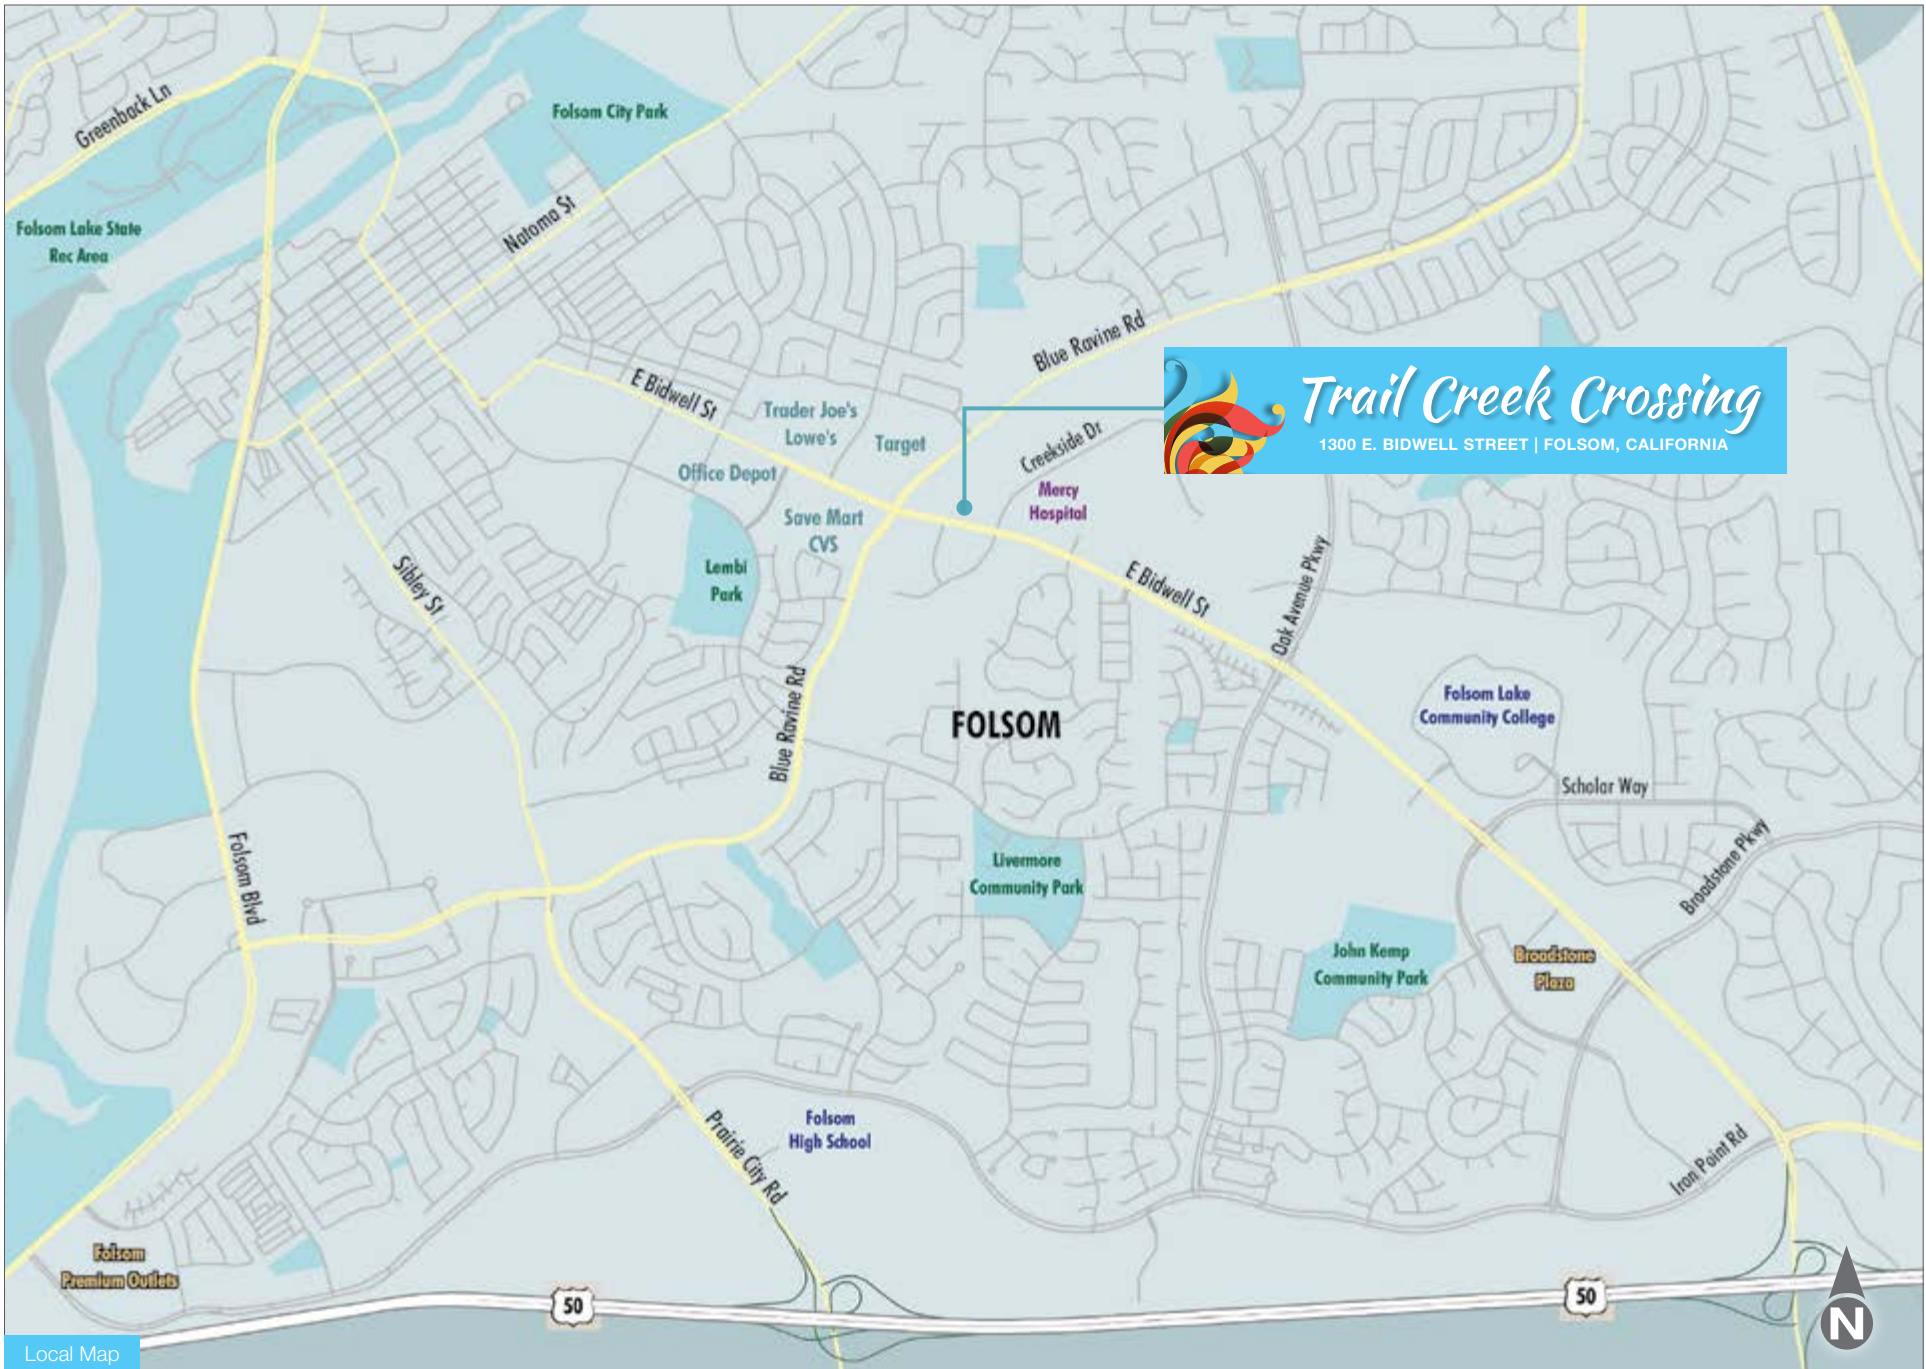 Greenback Ln
Folsom City Park
Folsom Lake State
Rec Area
Natoma St
Blue Ravine Rd
E Bidwell St
Trader Joe's
Lowe's
Target
Office Depot
Save Mart
CVS
Creekside Dr
Mercy
Hospital
Trail Creek Crossing
1300 E. BIDWELL STREET | FOLSOM, CALIFORNIA
Lembi
Park
Sibley St
E Bidwell St
Oak Avenue Pkwy
Blue Ravine Rd
FOLSOM
Folsom Lake
Community College
Scholar Way
Broadstone Pkwy
Folsom Blvd
Livermore
Community Park
John Kemp
Community Park
Broadstone
Plaza
Folsom
High School
Prairie City Rd
Iron Point Rd
Folsom
Premium Outlets
50
50
N
Local Map